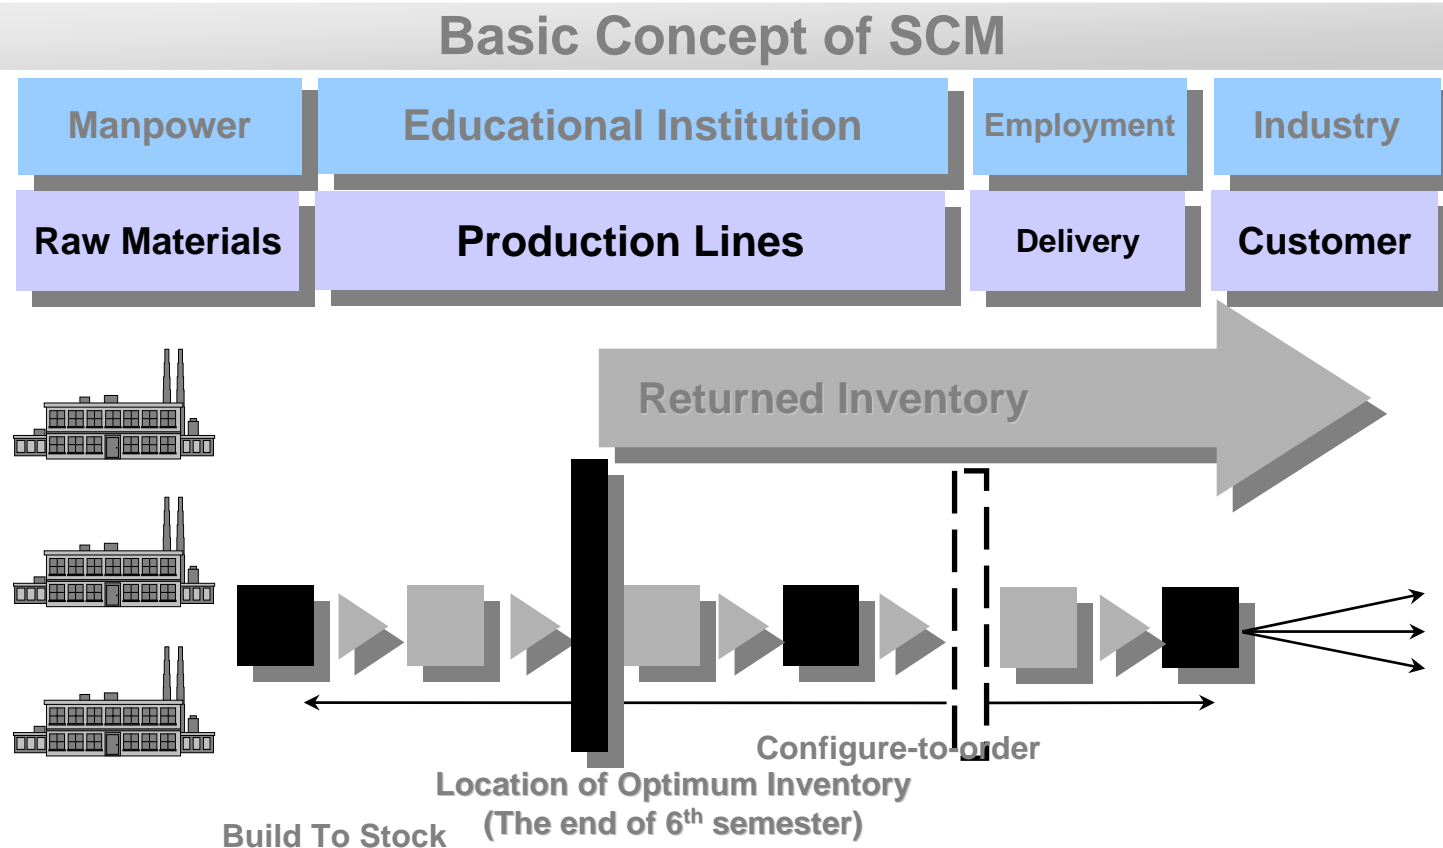 Basic Concept of SCM
Manpower
Educational Institution
Employment
Industry
Raw Materials
Production Lines
Delivery
Customer
Returned Inventory
Configure-to-order
Location of Optimum Inventory
(The end of 6th semester)
Build To Stock